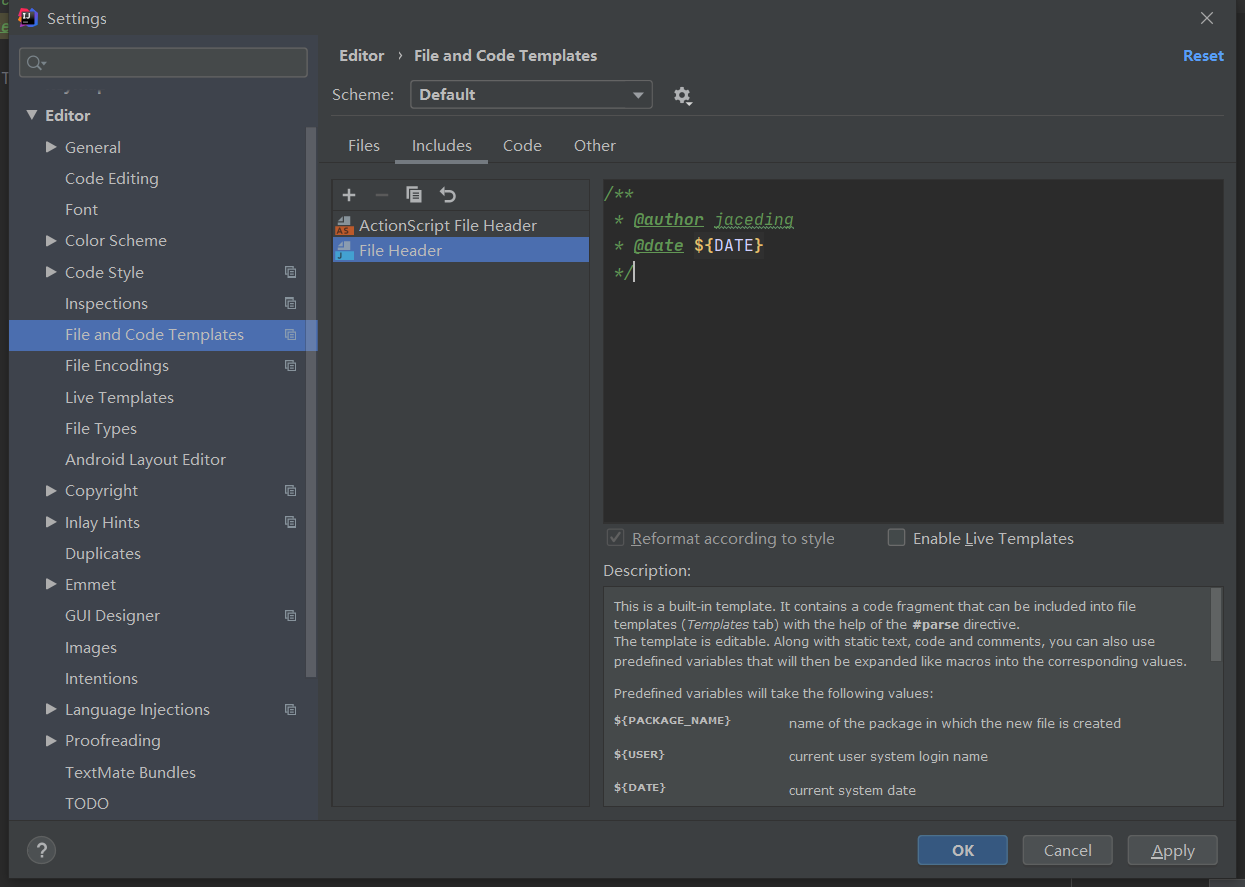 Settings
Editor › File and Code Templates
Reset
Scheme:
Default
Files
Includes
Code
Other
Editor
General
Code Editing
Font
Color Scheme
Code Style
Inspections
File and Code Templates
File Encodings
Live Templates
File Types
Android Layout Editor
Copyright
Inlay Hints
Duplicates
Emmet
GUI Designer
Images
Intentions
Language Injections
Proofreading
TextMate Bundles
TODO
ActionScript File Header
File Header
/**
* @author jaceding
* @date ${DATE}
*/
Reformat according to style
Enable Live Templates
Description:
This is a built-in template. It contains a code fragment that can be included into file
templates (Templates tab) with the help of the #parse directive.
The template is editable. Along with static text, code and comments, you can also use
predefined variables that will then be expanded like macros into the corresponding values.
Predefined variables will take the following values:
${PACKAGE_NAME} name of the package in which the new file is created
${USER} current user system login name
${DATE} current system date
?
OK
Cancel
Apply